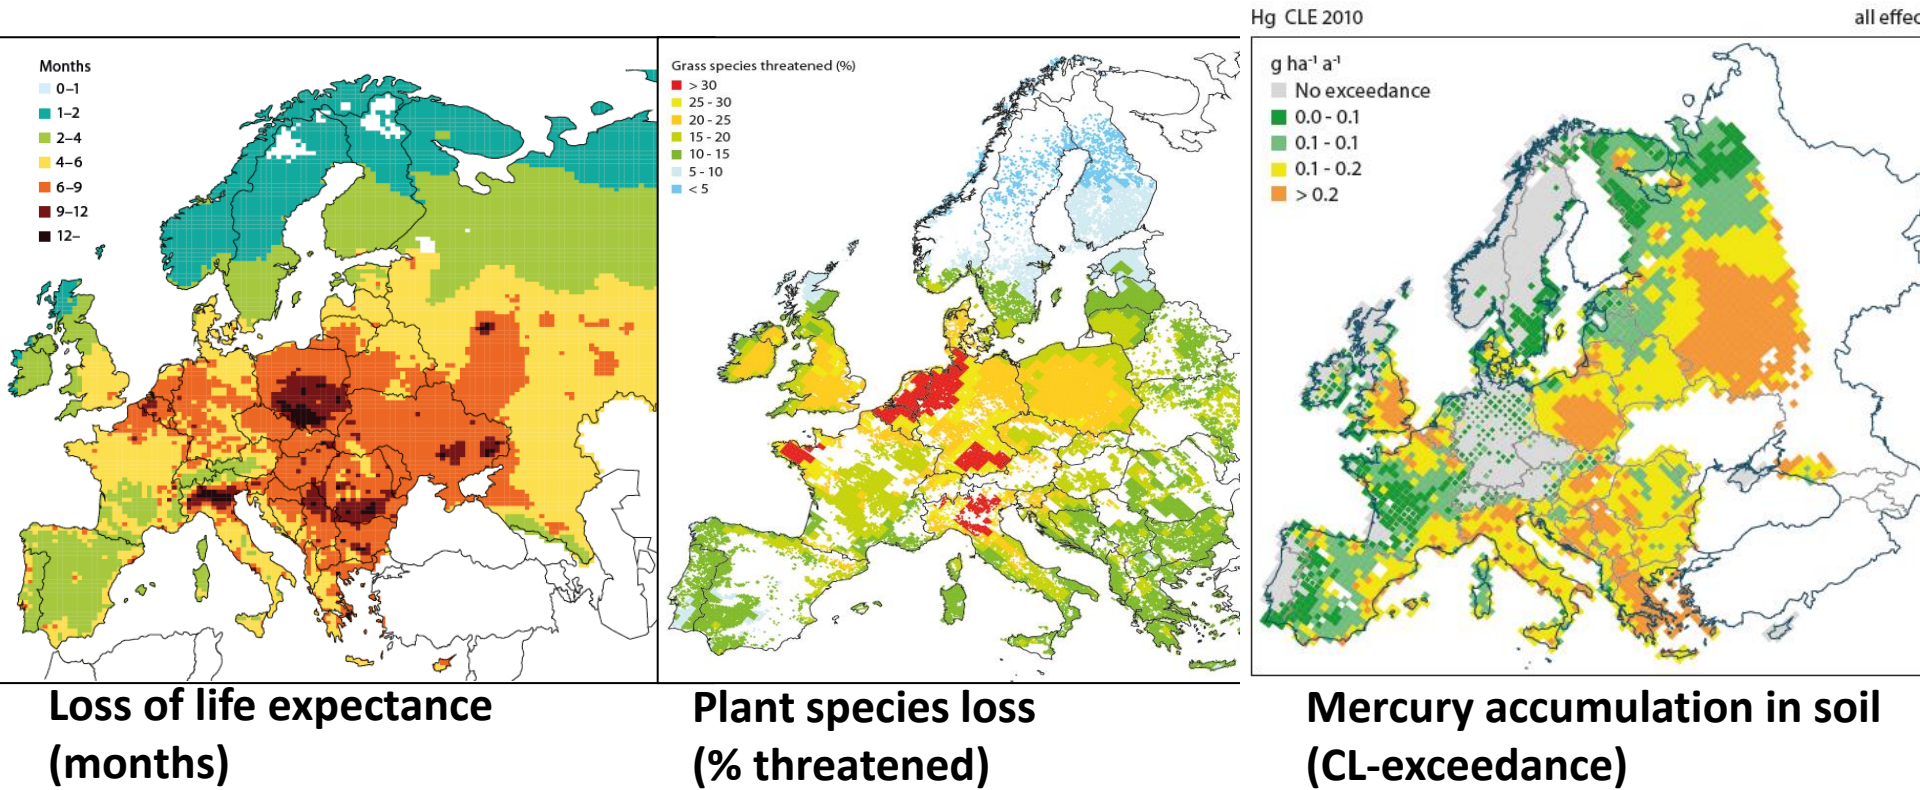 Months
0–1
1–2
2–4
4–6
6–9
9–12
12–
Loss of life expectance
(months)
Grass species threatened (%)
> 30
25 - 30
20 - 25
15 - 20
10 - 15
5 - 10
< 5
Plant species loss
(% threatened)
Hg CLE 2010 all effec
g ha⁻¹ a⁻¹
No exceedance
0.0 - 0.1
0.1 - 0.1
0.1 - 0.2
> 0.2
Mercury accumulation in soil
(CL-exceedance)